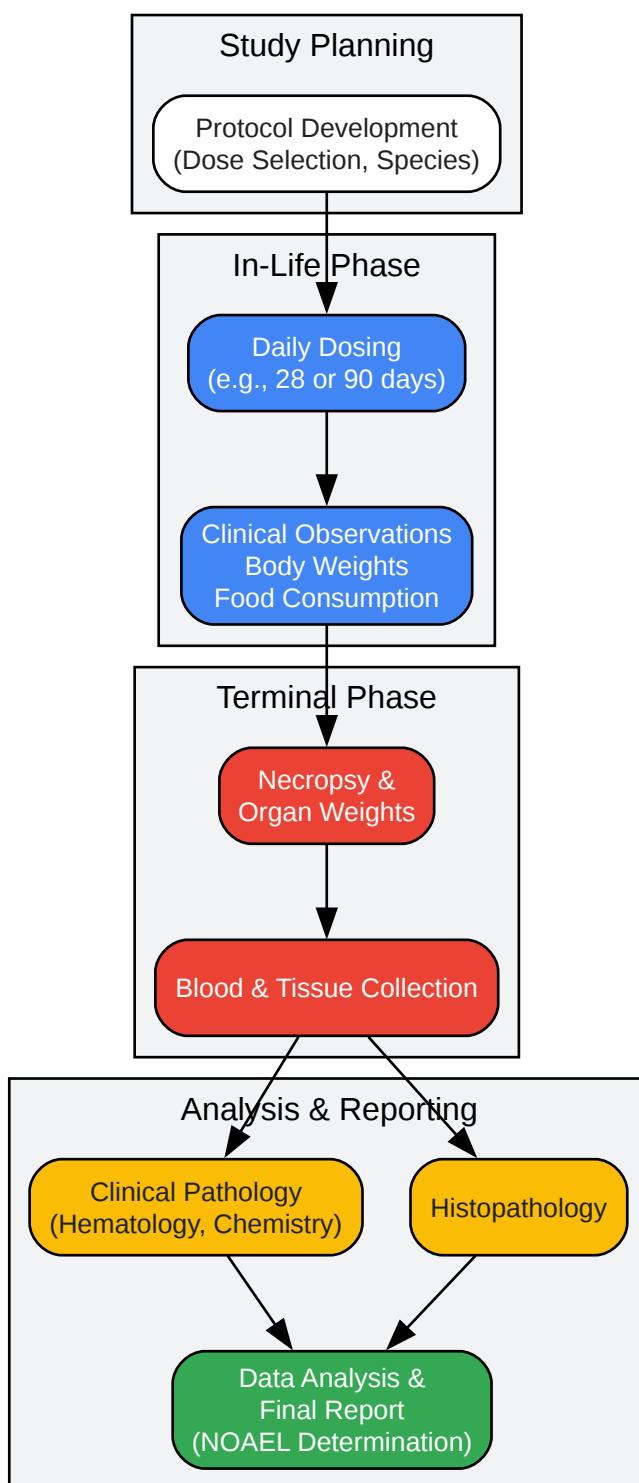 Study Planning
Protocol Development
(Dose Selection, Species)
In-Life Phase
Daily Dosing
(e.g., 28 or 90 days)
Clinical Observations
Body Weights
Food Consumption
Terminal Phase
Necropsy &
Organ Weights
Blood & Tissue Collection
Analysis & Reporting
Clinical Pathology
(Hematology, Chemistry)
Histopathology
Data Analysis &
Final Report
(NOAEL Determination)